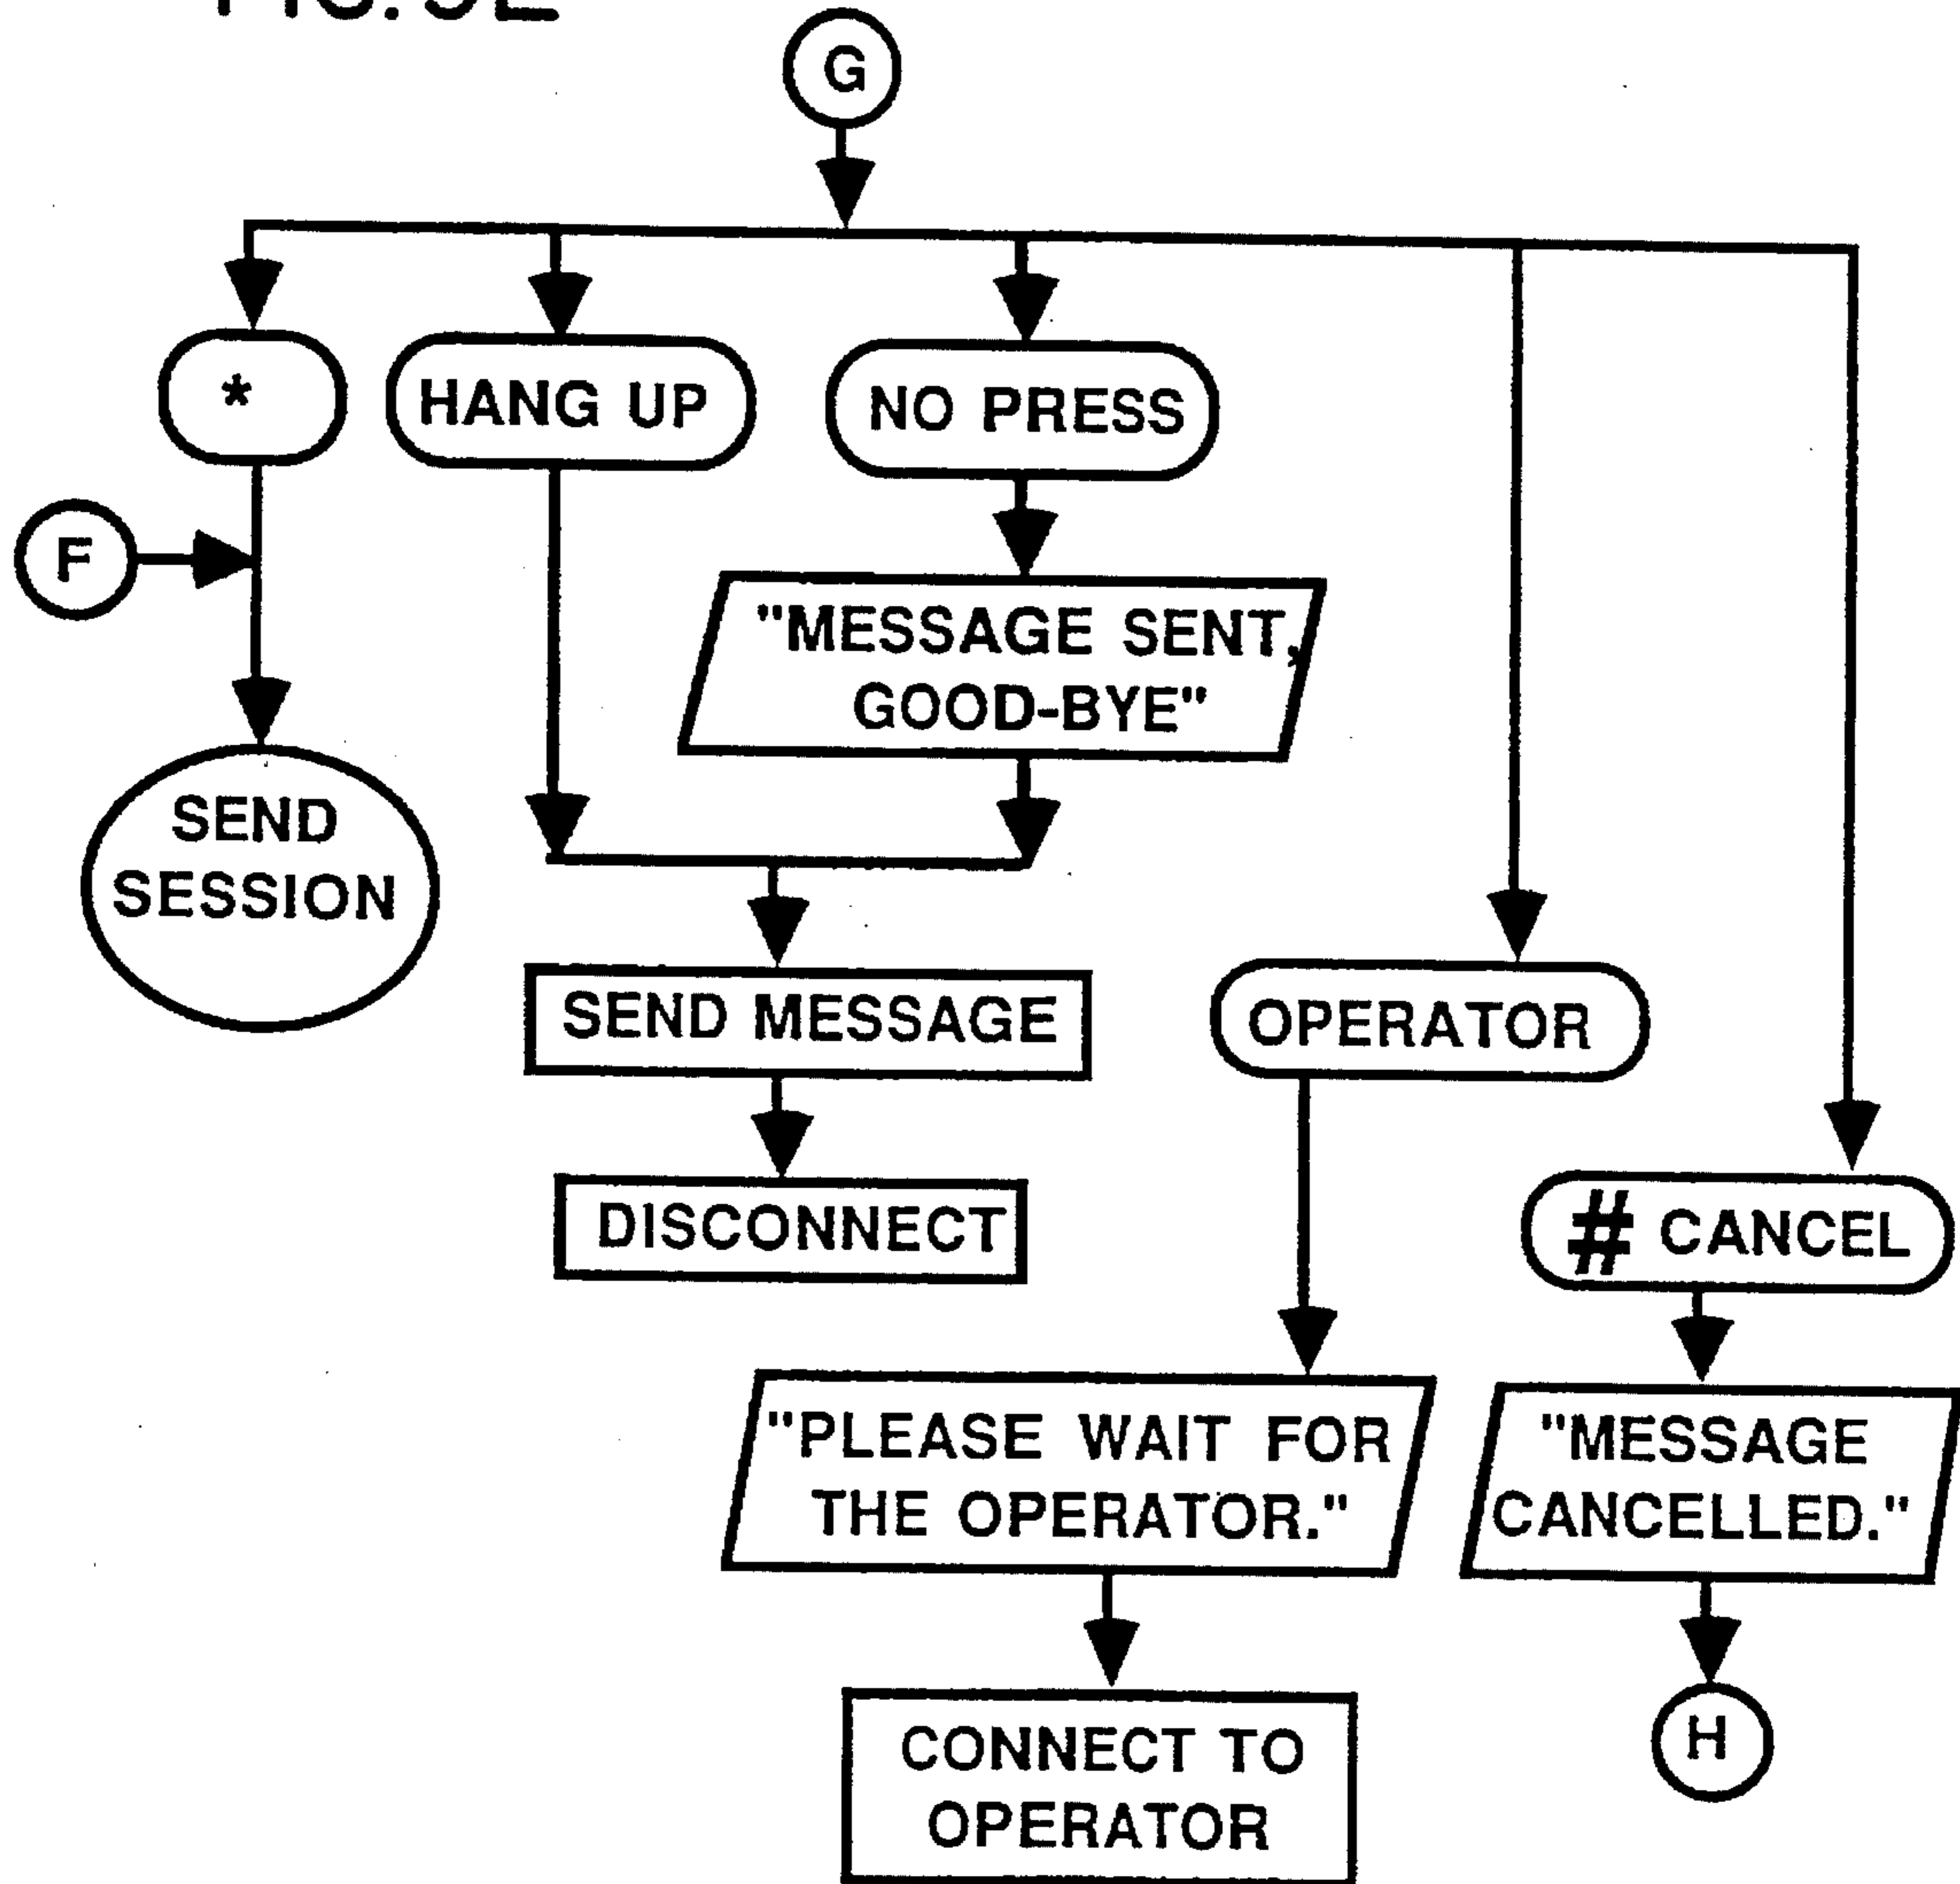 G
*
HANG UP
NO PRESS
F
"MESSAGE SENT,
GOOD-BYE"
SEND
SESSION
SEND MESSAGE
OPERATOR
DISCONNECT
# CANCEL
"PLEASE WAIT FOR
THE OPERATOR."
"MESSAGE
CANCELLED."
CONNECT TO
OPERATOR
H